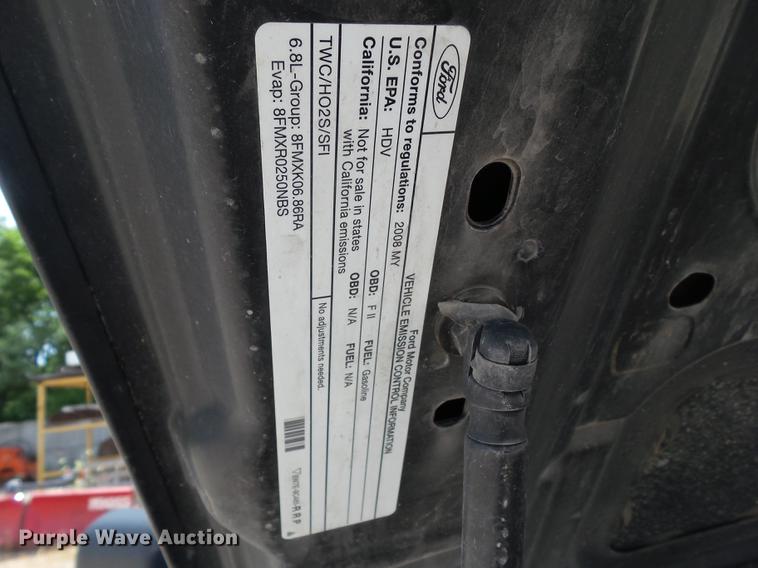 Ford
Ford Motor Company
VEHICLE EMISSION CONTROL INFORMATION
Conforms to regulations: 2008 MY
U.S. EPA: HDV OBD: F II FUEL: Gasoline
California: Not for sale in states with California emissions OBD: N/A FUEL: N/A
TWC/HO2S/SFI No adjustments needed.
6.8L-Group: 8FMXK06.86RA
Evap: 8FMXR0250NBS
Purple Wave Auction